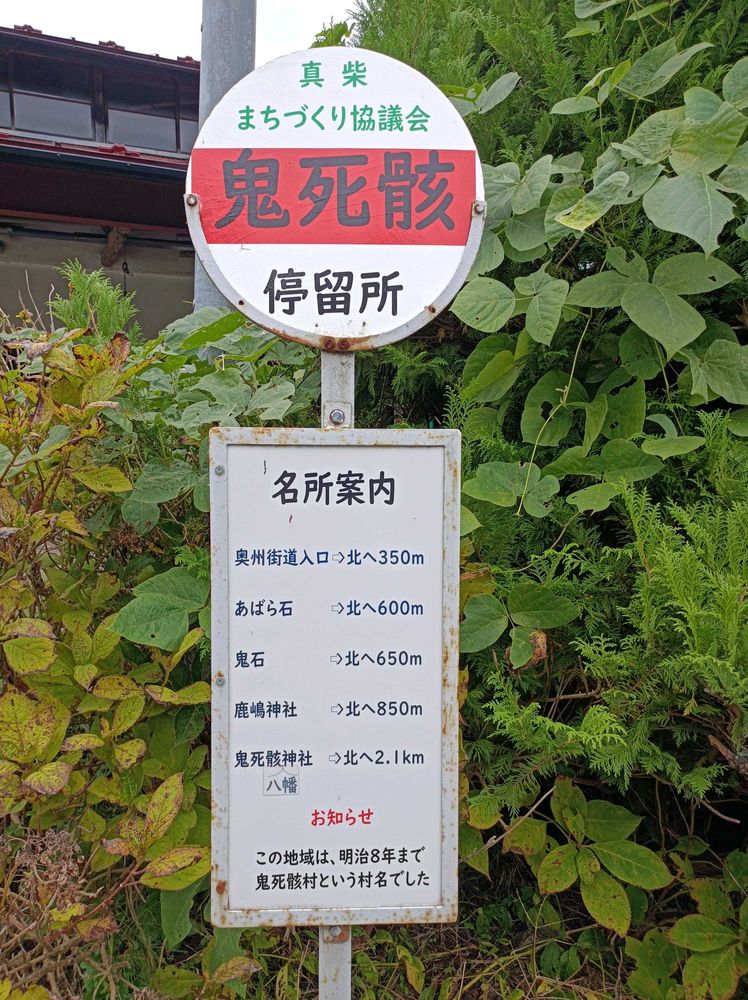 真柴
まちづくり協議会
鬼死骸
停留所
名所案内
奥州街道入口⇨北へ350m
あばら石 ⇨北へ600m
鬼石 ⇨北へ650m
鹿嶋神社 ⇨北へ850m
鬼死骸神社 ⇨北へ2.1km
八幡
お知らせ
この地域は、明治8年まで
鬼死骸村という村名でした